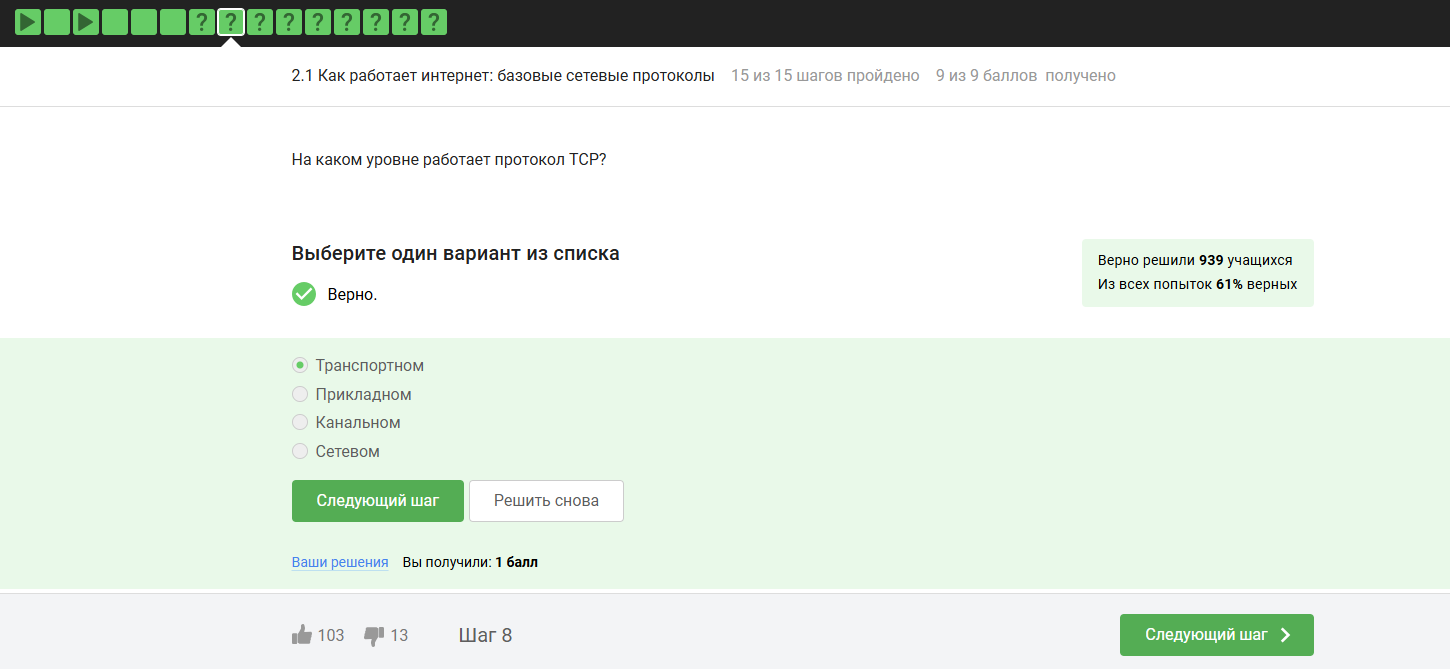 ? ? ? ? ? ? ? ? ?
2.1 Как работает интернет: базовые сетевые протоколы 15 из 15 шагов пройдено 9 из 9 баллов получено
На каком уровне работает протокол TCP?
Выберите один вариант из списка
Верно.
Верно решили 939 учащихся
Из всех попыток 61% верных
Транспортном
Прикладном
Канальном
Сетевом
Следующий шаг Решить снова
Ваши решения Вы получили: 1 балл
103 13 Шаг 8 Следующий шаг